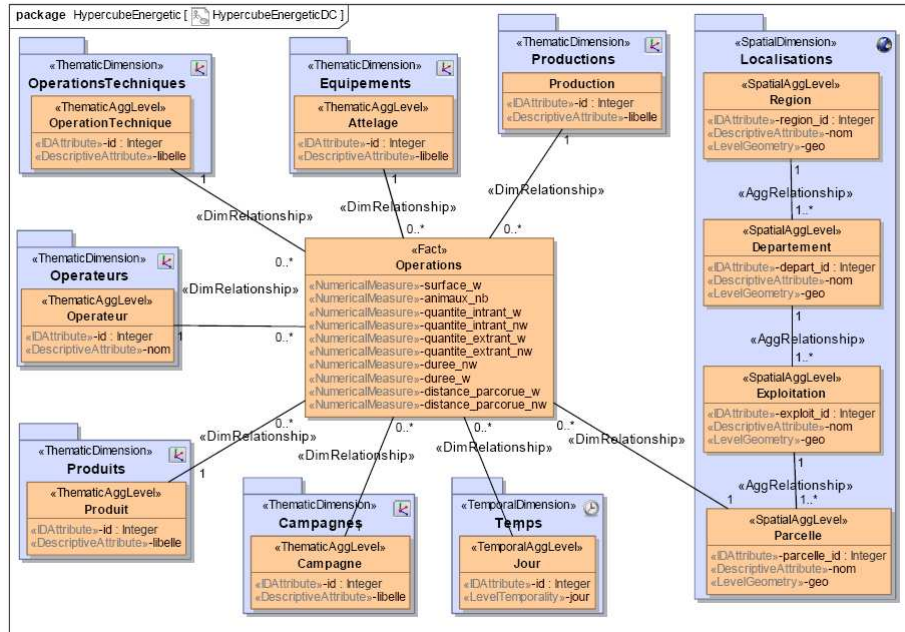 package HypercubeEnergetic [ HypercubeEnergeticDC ]
«ThematicDimension»
OperationsTechniques
«ThematicAggLevel»
OperationTechnique
«IDAttribute»-id : Integer
«DescriptiveAttribute»-libelle
1
«DimRelationship»
0..*
«ThematicDimension»
Equipements
«ThematicAggLevel»
Attelage
«IDAttribute»-id : Integer
«DescriptiveAttribute»-libelle
1
«DimRelationship»
0..*
«ThematicDimension»
Productions
Production
«IDAttribute»-id : Integer
«DescriptiveAttribute»-libelle
1
«DimRelationship»
0..*
«SpatialDimension»
Localisations
«SpatialAggLevel»
Region
«IDAttribute»-region_id : Integer
«DescriptiveAttribute»-nom
«LevelGeometry»-geo
1
«AggRelationship»
1..*
«SpatialAggLevel»
Departement
«IDAttribute»-depart_id : Integer
«DescriptiveAttribute»-nom
«LevelGeometry»-geo
1
«AggRelationship»
1..*
«SpatialAggLevel»
Exploitation
«IDAttribute»-exploit_id : Integer
«DescriptiveAttribute»-nom
«LevelGeometry»-geo
1
«AggRelationship»
1..*
«SpatialAggLevel»
Parcelle
«IDAttribute»-parcelle_id : Integer
«DescriptiveAttribute»-nom
«LevelGeometry»-geo
«ThematicDimension»
Operateurs
«ThematicAggLevel»
Operateur
«IDAttribute»-id : Integer
«DescriptiveAttribute»-nom
«DimRelationship»
1
0..*
«Fact»
Operations
«NumericalMeasure»-surface_w
«NumericalMeasure»-animaux_nb
«NumericalMeasure»-quantite_intrant_w
«NumericalMeasure»-quantite_intrant_nw
«NumericalMeasure»-quantite_extrant_w
«NumericalMeasure»-quantite_extrant_nw
«NumericalMeasure»-duree_nw
«NumericalMeasure»-duree_w
«NumericalMeasure»-distance_parcorue_w
«NumericalMeasure»-distance_parcorue_nw
0..*
«DimRelationship»
1
0..*
«DimRelationship»
0..*
«DimRelationship»
0..*
«DimRelationship»
1
«ThematicDimension»
Produits
«ThematicAggLevel»
Produit
«IDAttribute»-id : Integer
«DescriptiveAttribute»-libelle
«ThematicDimension»
Campagnes
«ThematicAggLevel»
Campagne
«IDAttribute»-id : Integer
«DescriptiveAttribute»-libelle
«TemporalDimension»
Temps
«TemporalAggLevel»
Jour
«IDAttribute»-id : Integer
«LevelTemporality»-jour